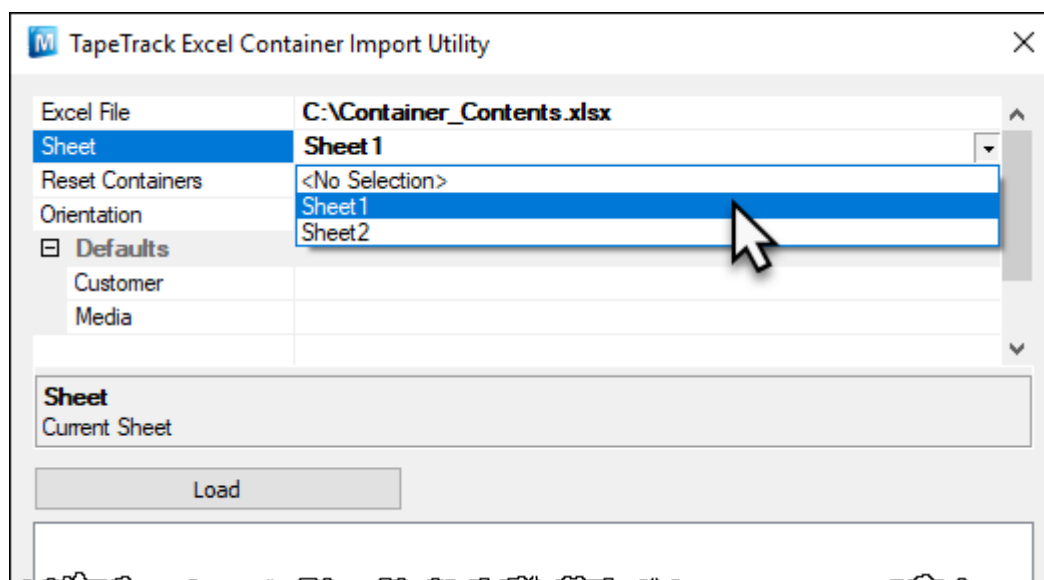 TapeTrack Excel Container Import Utility
Excel File C:\Container_Contents.xlsx
Sheet Sheet1
Reset Containers <No Selection>
Sheet1
Orientation
Sheet2
Defaults
Customer
Media
Sheet
Current Sheet
Load